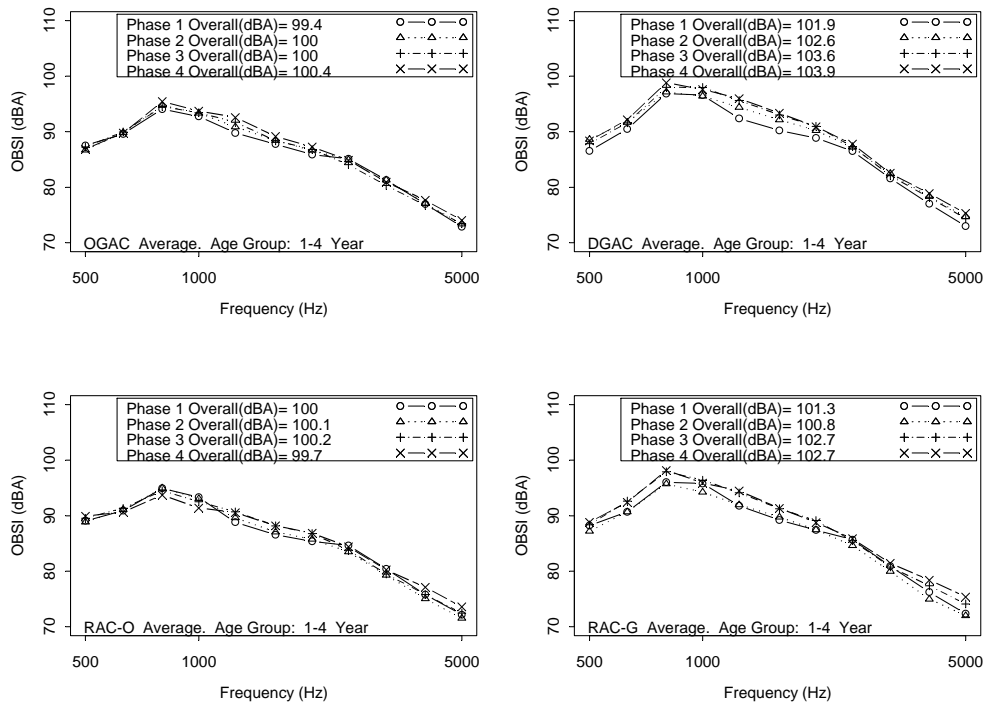 Phase 1 Overall(dBA)= 99.4
Phase 2 Overall(dBA)= 100
Phase 3 Overall(dBA)= 100
Phase 4 Overall(dBA)= 100.4
110
100
90
80
70
OBSI (dBA)
OGAC Average. Age Group: 1-4 Year
500 1000 5000
Frequency (Hz)
Phase 1 Overall(dBA)= 101.9
Phase 2 Overall(dBA)= 102.6
Phase 3 Overall(dBA)= 103.6
Phase 4 Overall(dBA)= 103.9
110
100
90
80
70
OBSI (dBA)
DGAC Average. Age Group: 1-4 Year
500 1000 5000
Frequency (Hz)
Phase 1 Overall(dBA)= 100
Phase 2 Overall(dBA)= 100.1
Phase 3 Overall(dBA)= 100.2
Phase 4 Overall(dBA)= 99.7
110
100
90
80
70
OBSI (dBA)
RAC-O Average. Age Group: 1-4 Year
500 1000 5000
Frequency (Hz)
Phase 1 Overall(dBA)= 101.3
Phase 2 Overall(dBA)= 100.8
Phase 3 Overall(dBA)= 102.7
Phase 4 Overall(dBA)= 102.7
110
100
90
80
70
OBSI (dBA)
RAC-G Average. Age Group: 1-4 Year
500 1000 5000
Frequency (Hz)